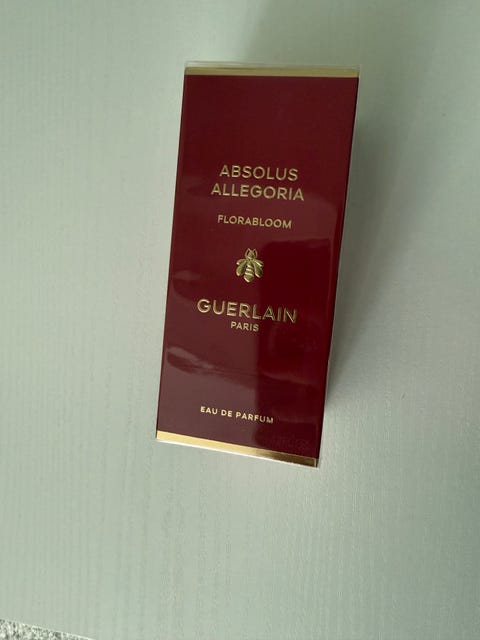 ABSOLUS
ALLEGORIA
FLORABLOOM
GUERLAIN
PARIS
EAU DE PARFUM